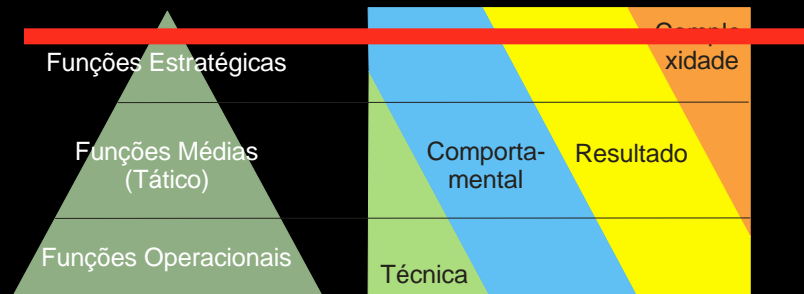 Funções Estratégicas
Comple
xidade
Funções Médias
(Tático)
Comporta-
mental
Resultado
Funções Operacionais
Técnica